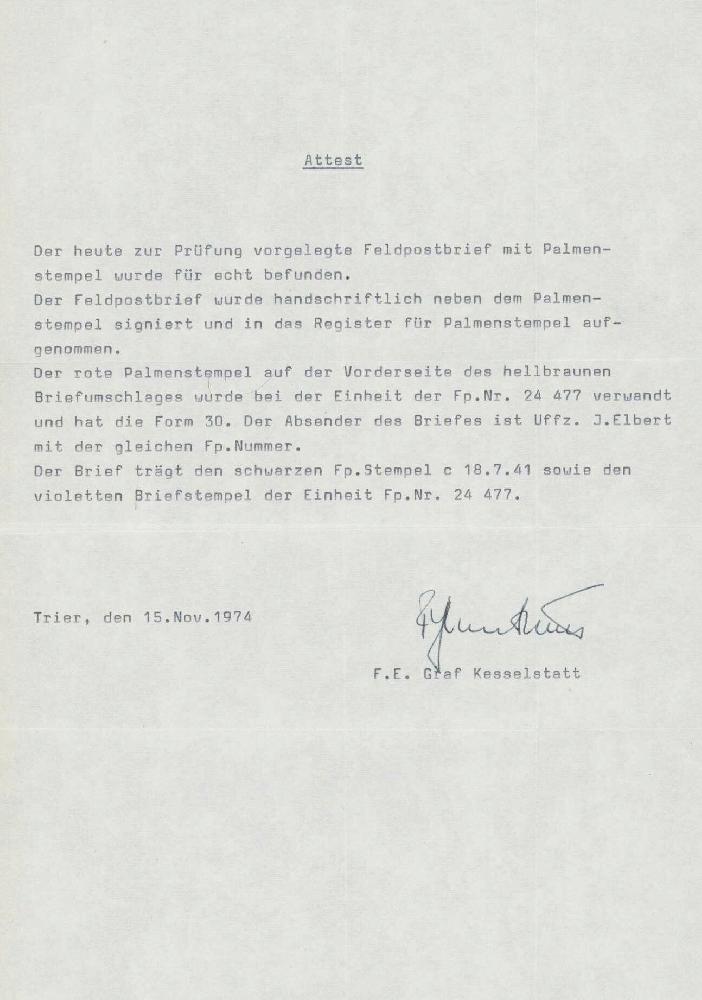 Attest
Der heute zur Prüfung vorgelegte Feldpostbrief mit Palmen-
stempel wurde für echt befunden.
Der Feldpostbrief wurde handschriftlich neben dem Palmen-
stempel signiert und in das Register für Palmenstempel auf-
genommen.
Der rote Palmenstempel auf der Vorderseite des hellbraunen
Briefumschlages wurde bei der Einheit der Fp.Nr. 24 477 verwandt
und hat die Form 30. Der Absender des Briefes ist Uffz. J.Elbert
mit der gleichen Fp.Nummer.
Der Brief trägt den schwarzen Fp.Stempel c 18.7.41 sowie den
violetten Briefstempel der Einheit Fp.Nr. 24 477.
Trier, den 15.Nov.1974
F.E. Graf Kesselstatt